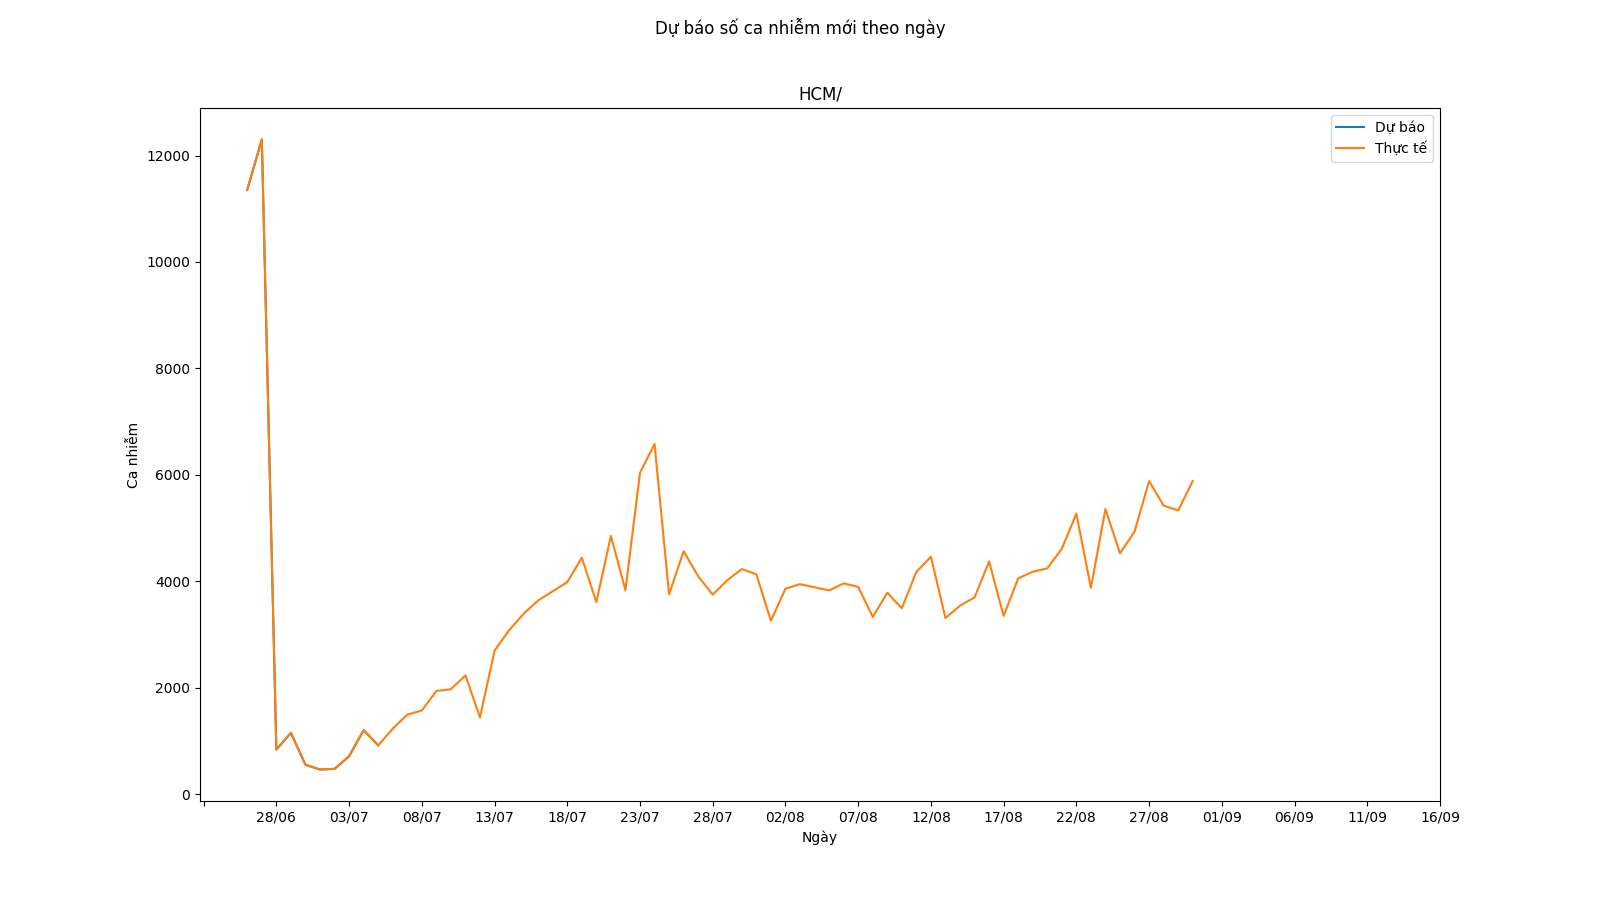 Dự báo số ca nhiễm mới theo ngày
HCM/
Dự báo
Thực tế
12000
10000
8000
6000
4000
2000
0
Ca nhiễm
28/06 03/07 08/07 13/07 18/07 23/07 28/07 02/08 07/08 12/08 17/08 22/08 27/08 01/09 06/09 11/09 16/09
Ngày